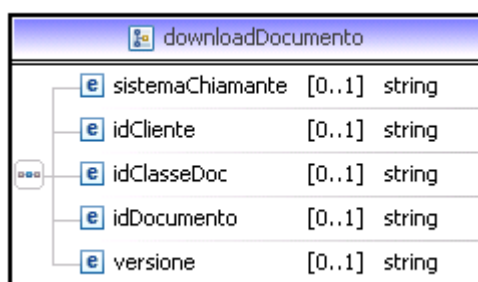 downloadDocumento
sistemaChiamante [0..1] string
idCliente [0..1] string
idClasseDoc [0..1] string
idDocumento [0..1] string
versione [0..1] string